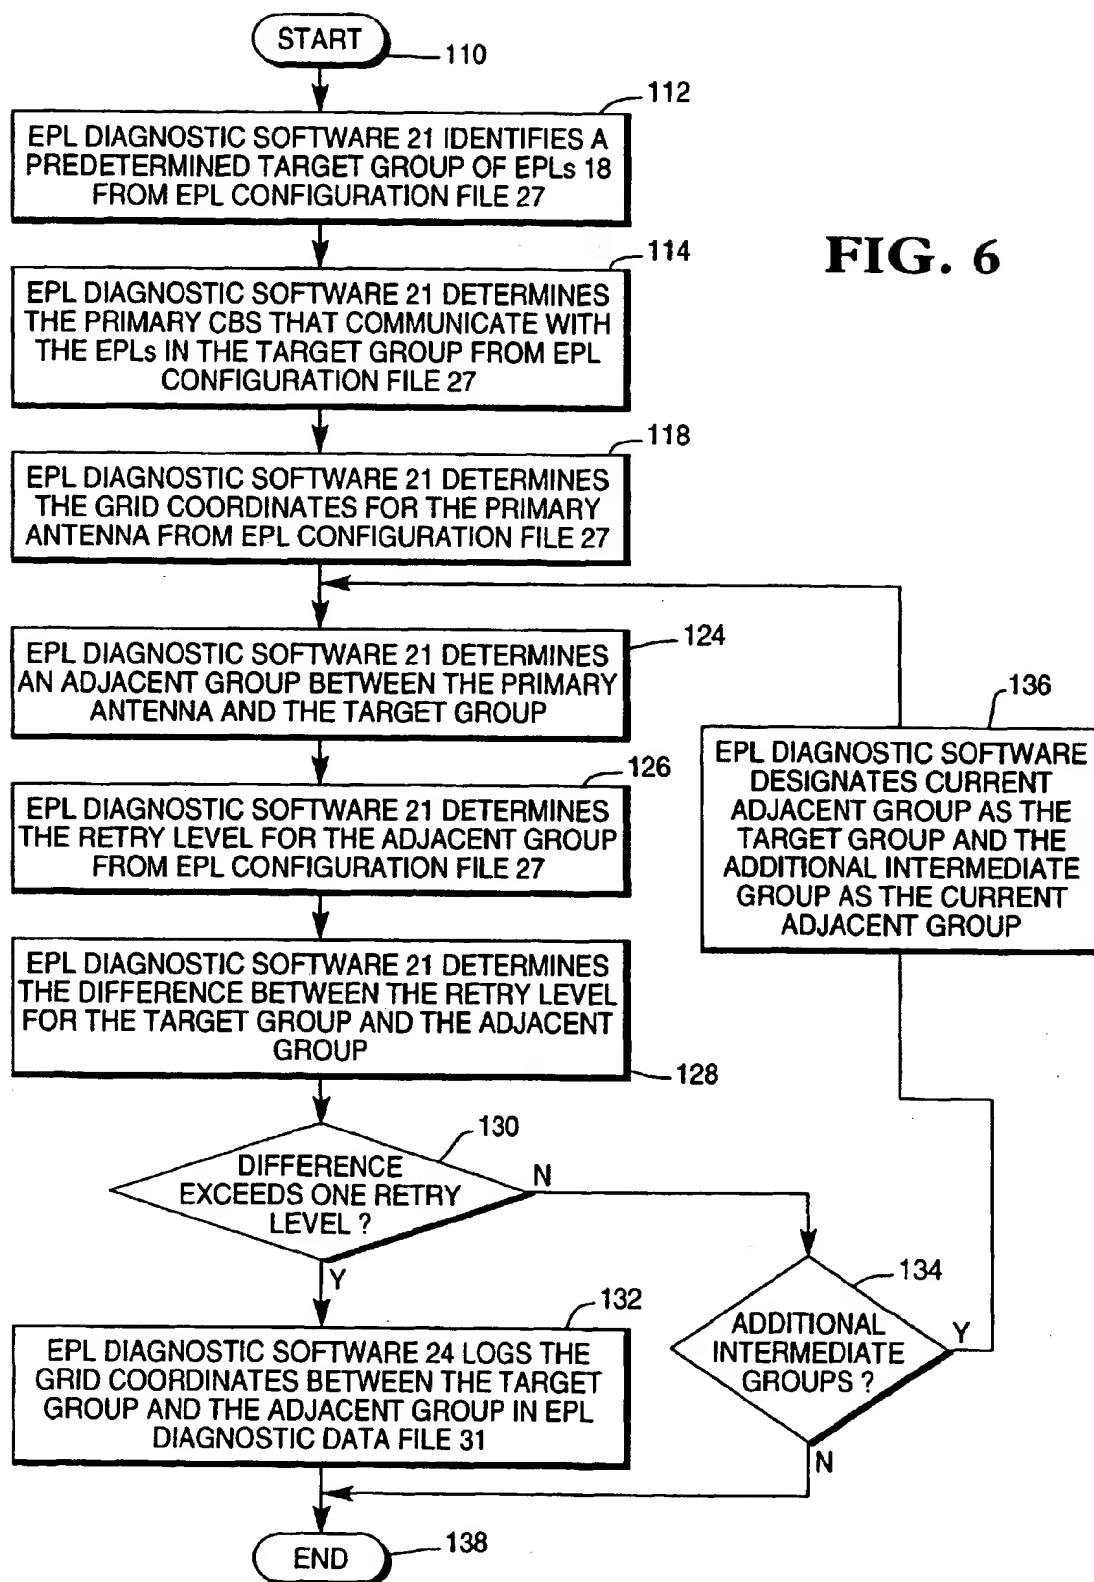 START
110
112
EPL DIAGNOSTIC SOFTWARE 21 IDENTIFIES A
PREDETERMINED TARGET GROUP OF EPLs 18
FROM EPL CONFIGURATION FILE 27
FIG. 6
114
EPL DIAGNOSTIC SOFTWARE 21 DETERMINES
THE PRIMARY CBS THAT COMMUNICATE WITH
THE EPLs IN THE TARGET GROUP FROM EPL
CONFIGURATION FILE 27
118
EPL DIAGNOSTIC SOFTWARE 21 DETERMINES
THE GRID COORDINATES FOR THE PRIMARY
ANTENNA FROM EPL CONFIGURATION FILE 27
124
EPL DIAGNOSTIC SOFTWARE 21 DETERMINES
AN ADJACENT GROUP BETWEEN THE PRIMARY
ANTENNA AND THE TARGET GROUP
136
EPL DIAGNOSTIC SOFTWARE
DESIGNATES CURRENT
ADJACENT GROUP AS THE
TARGET GROUP AND THE
ADDITIONAL INTERMEDIATE
GROUP AS THE CURRENT
ADJACENT GROUP
126
EPL DIAGNOSTIC SOFTWARE 21 DETERMINES
THE RETRY LEVEL FOR THE ADJACENT GROUP
FROM EPL CONFIGURATION FILE 27
EPL DIAGNOSTIC SOFTWARE 21 DETERMINES
THE DIFFERENCE BETWEEN THE RETRY LEVEL
FOR THE TARGET GROUP AND THE ADJACENT
GROUP
128
130
DIFFERENCE
EXCEEDS ONE RETRY
LEVEL ?
N
Y
134
ADDITIONAL
INTERMEDIATE
GROUPS ?
Y
N
132
EPL DIAGNOSTIC SOFTWARE 24 LOGS THE
GRID COORDINATES BETWEEN THE TARGET
GROUP AND THE ADJACENT GROUP IN EPL
DIAGNOSTIC DATA FILE 31
END
138